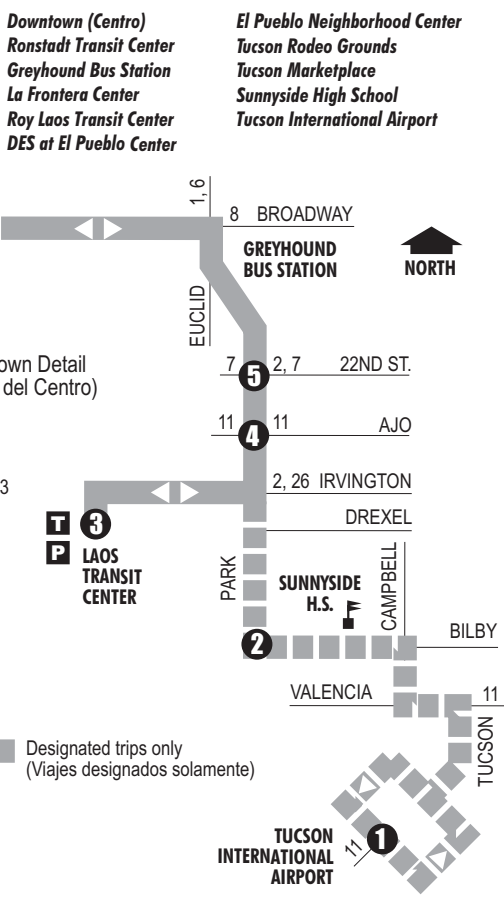 Downtown (Centro)
Ronstadt Transit Center
Greyhound Bus Station
La Frontera Center
Roy Laos Transit Center
DES at El Pueblo Center
El Pueblo Neighborhood Center
Tucson Rodeo Grounds
Tucson Marketplace
Sunnyside High School
Tucson International Airport
1, 6
8 BROADWAY
GREYHOUND
BUS STATION
NORTH
EUCLID
own Detail
del Centro)
7 5 2, 7 22ND ST.
11 4 11 AJO
3
2, 26 IRVINGTON
T
P
3
LAOS
TRANSIT
CENTER
DREXEL
PARK
SUNNYSIDE
H.S.
CAMPBELL
2
BILBY
VALENCIA
11
TUCSON
Designated trips only
(Viajes designados solamente)
TUCSON
INTERNATIONAL
AIRPORT
11
1